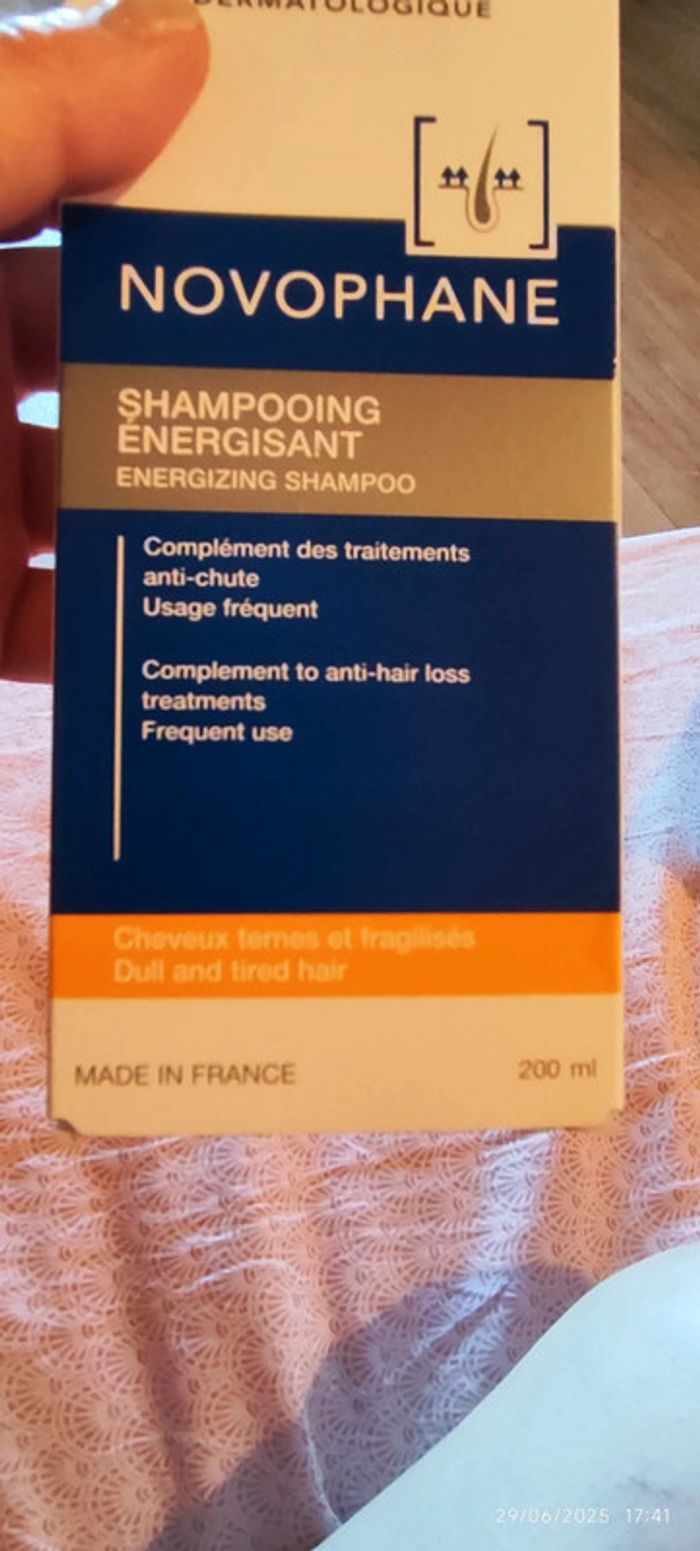 DERMATOLOGIQUE
NOVOPHANE
SHAMPOOING
ÉNERGISANT
ENERGIZING SHAMPOO
Complément des traitements
anti-chute
Usage fréquent
Complement to anti-hair loss
treatments
Frequent use
Cheveux ternes et fragilisés
Dull and tired hair
MADE IN FRANCE 200 ml
29/06/2025 17:41